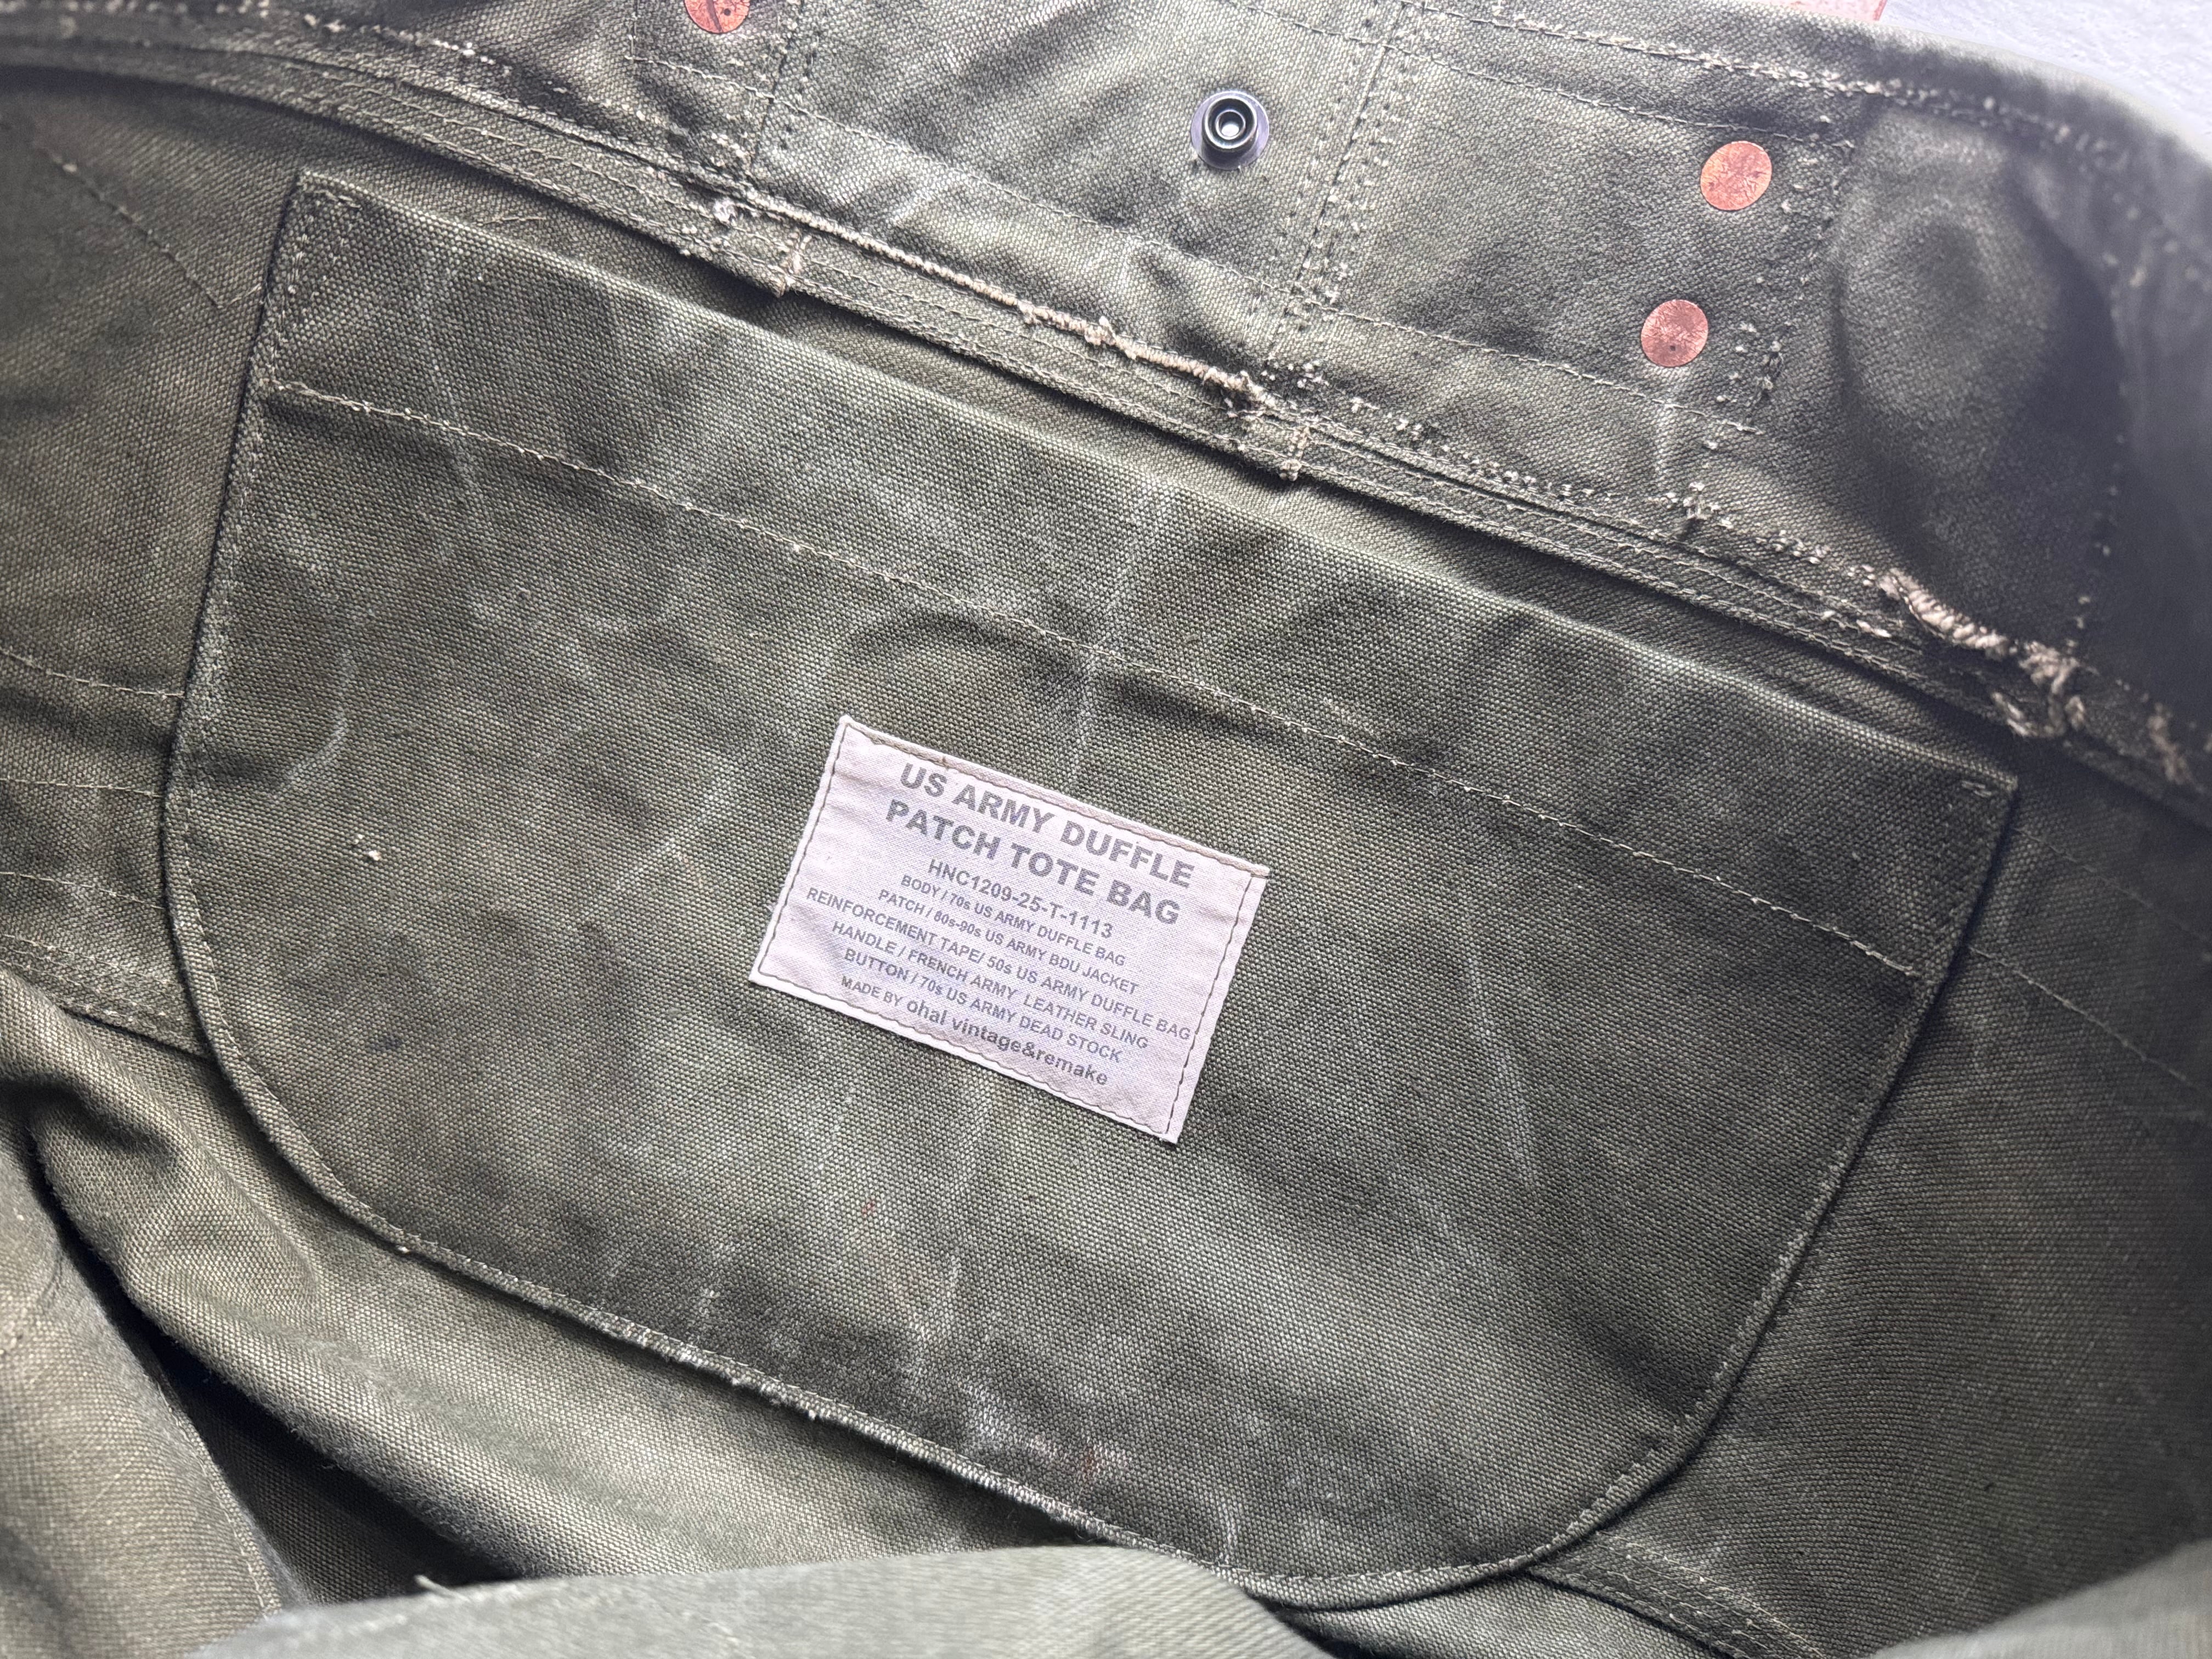 US ARMY DUFFLE
PATCH TOTE BAG
HNC1209-25-T-1113
BODY / 70s US ARMY DUFFLE BAG
PATCH / 80s-90s US ARMY BDU JACKET
REINFORCEMENT TAPE/ 50s US ARMY DUFFLE BAG
HANDLE / FRENCH ARMY LEATHER SLING
BUTTON / 70s US ARMY DEAD STOCK
MADE BY ohal vintage&remake